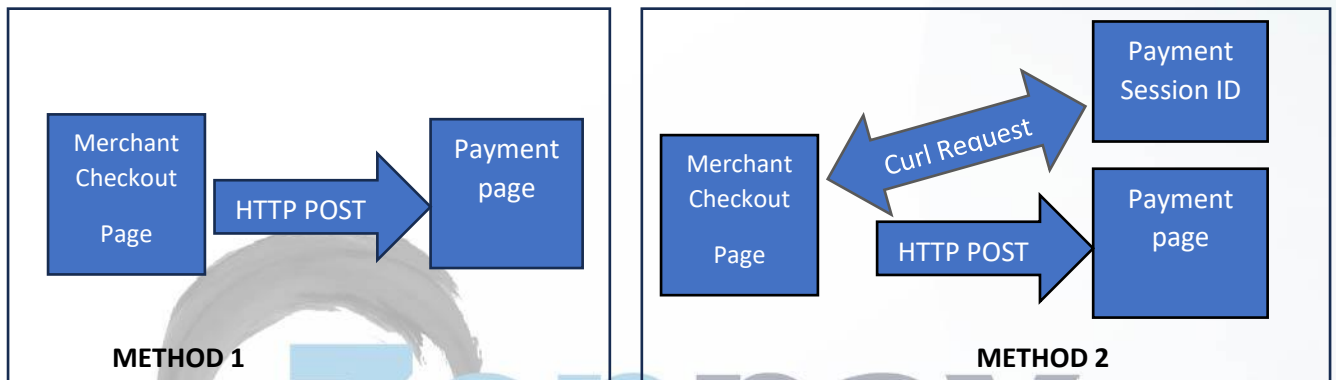 Merchant
Checkout
Page
HTTP POST
Payment
page
METHOD 1
Payment
Session ID
Curl Request
Merchant
Checkout
Page
HTTP POST
Payment
page
METHOD 2